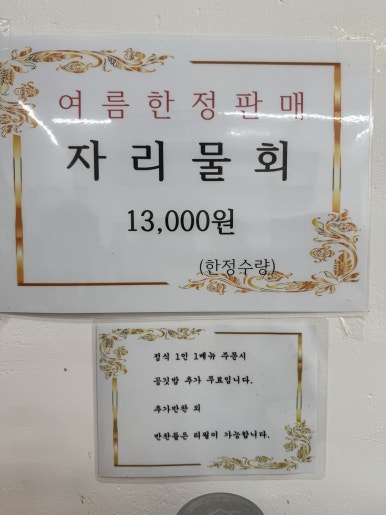 여름한정판매
자리물회
13,000원
(한정수량)
정식 1인 1메뉴 주문시
공깃밥 추가 무료입니다.
추가반찬 외
반찬들은 리필이 가능합니다.